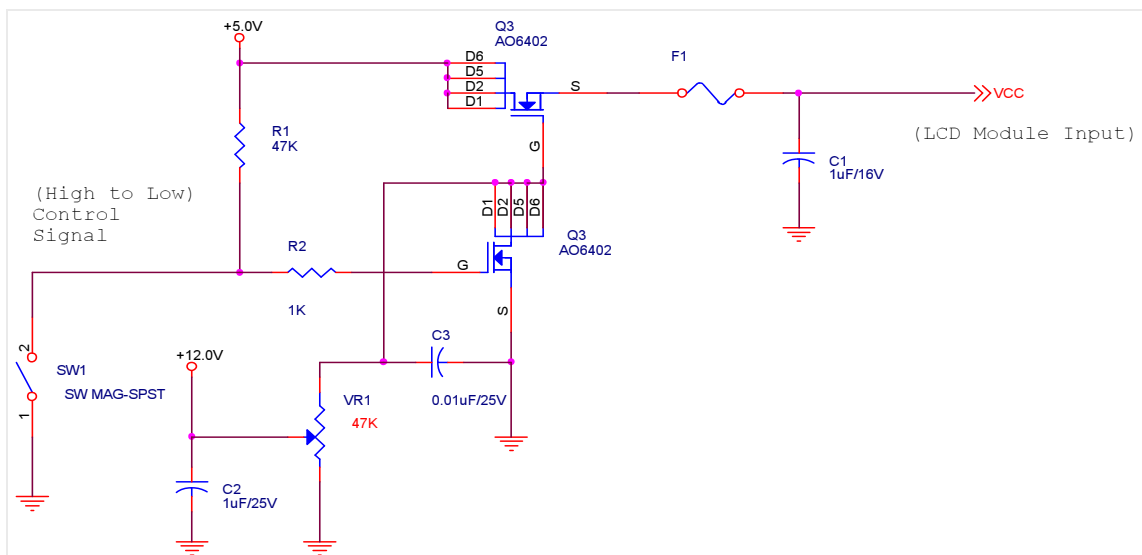 +5.0V
Q3
AO6402
D6
D5
D2
D1
S
G
F1
VCC
(LCD Module Input)
R1
47K
C1
1uF/16V
(High to Low)
Control
Signal
D1
D2
D5
D6
Q3
AO6402
R2
1K
G
S
C3
0.01uF/25V
+12.0V
2
SW1
SW MAG-SPST
1
VR1
47K
C2
1uF/25V